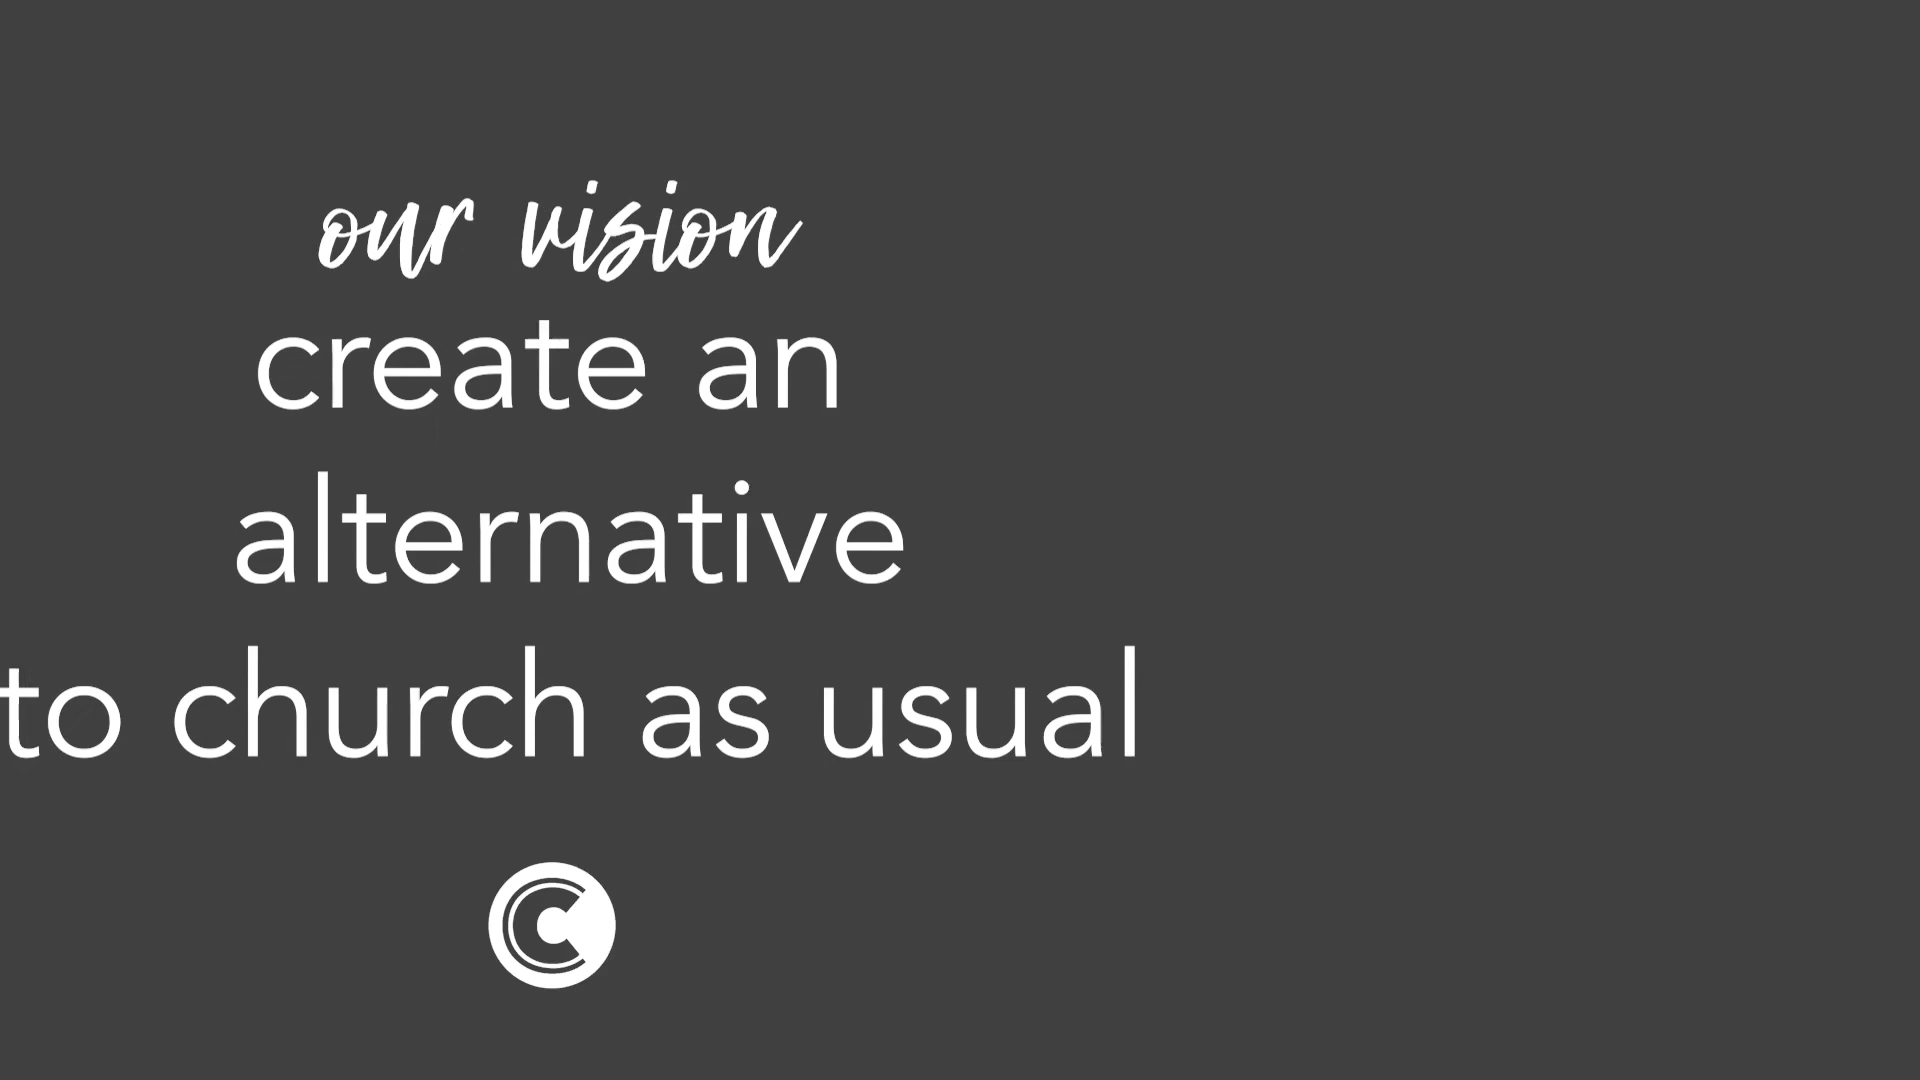 our vision
create an
alternative
to church as usual
C